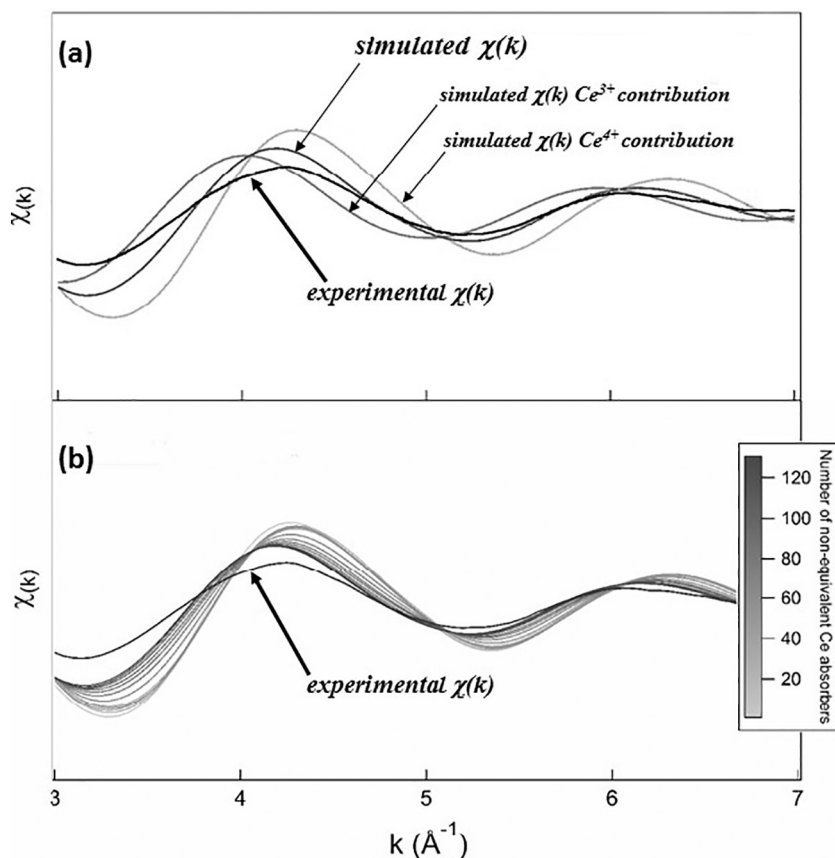 (a)
simulated χ(k)
simulated χ(k) Ce³⁺ contribution
simulated χ(k) Ce⁴⁺ contribution
χ(k)
experimental χ(k)
(b)
χ(k)
experimental χ(k)
120
100
80
60
40
20
Number of non-equivalent Ce absorbers
3
4
5
6
7
k (Å⁻¹)